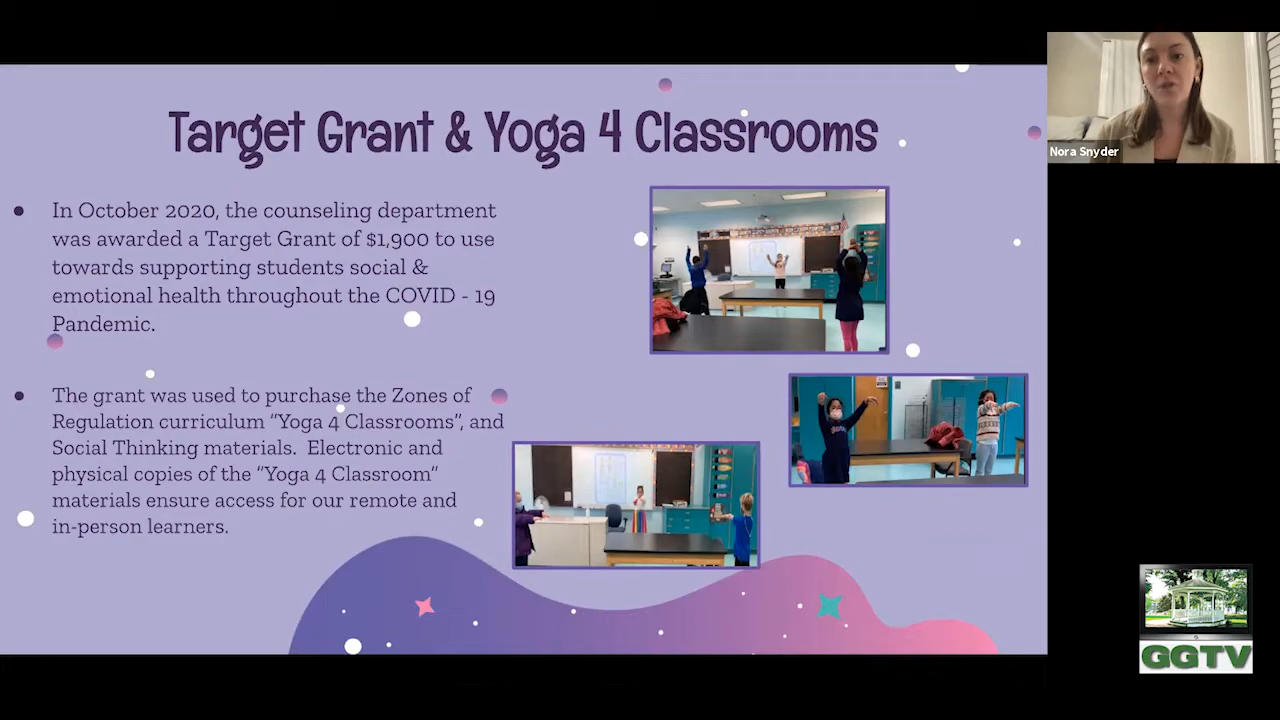 Target Grant & Yoga 4 Classrooms
In October 2020, the counseling department
was awarded a Target Grant of $1,900 to use
towards supporting students social &
emotional health throughout the COVID - 19
Pandemic.
The grant was used to purchase the Zones of
Regulation curriculum “Yoga 4 Classrooms”, and
Social Thinking materials.  Electronic and
physical copies of the “Yoga 4 Classroom”
materials ensure access for our remote and
in-person learners.
Nora Snyder
GGTV